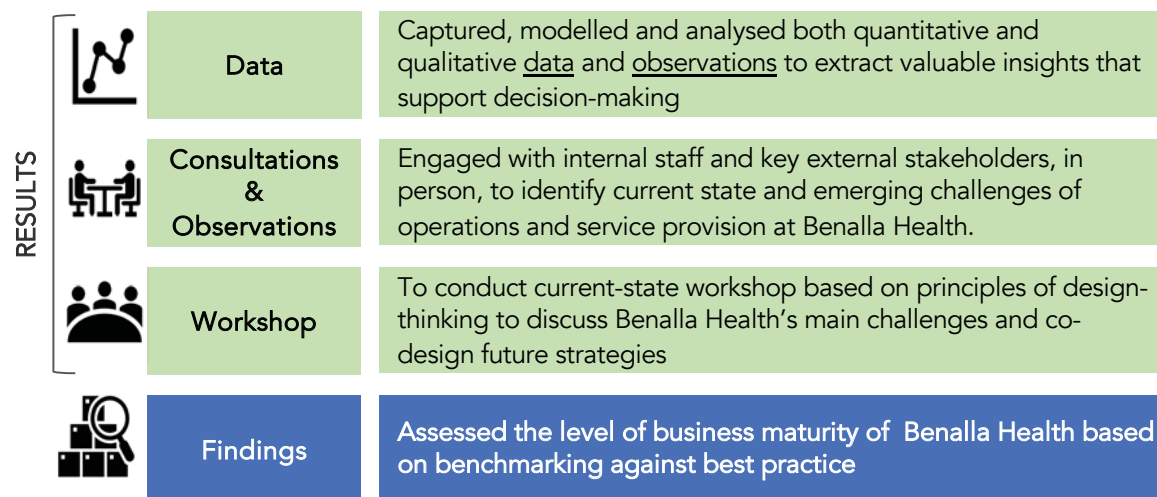 RESULTS
Data
Captured, modelled and analysed both quantitative and
qualitative data and observations to extract valuable insights that
support decision-making
Consultations
&
Observations
Engaged with internal staff and key external stakeholders, in
person, to identify current state and emerging challenges of
operations and service provision at Benalla Health.
Workshop
To conduct current-state workshop based on principles of design-
thinking to discuss Benalla Health’s main challenges and co-
design future strategies
Findings
Assessed the level of business maturity of  Benalla Health based
on benchmarking against best practice